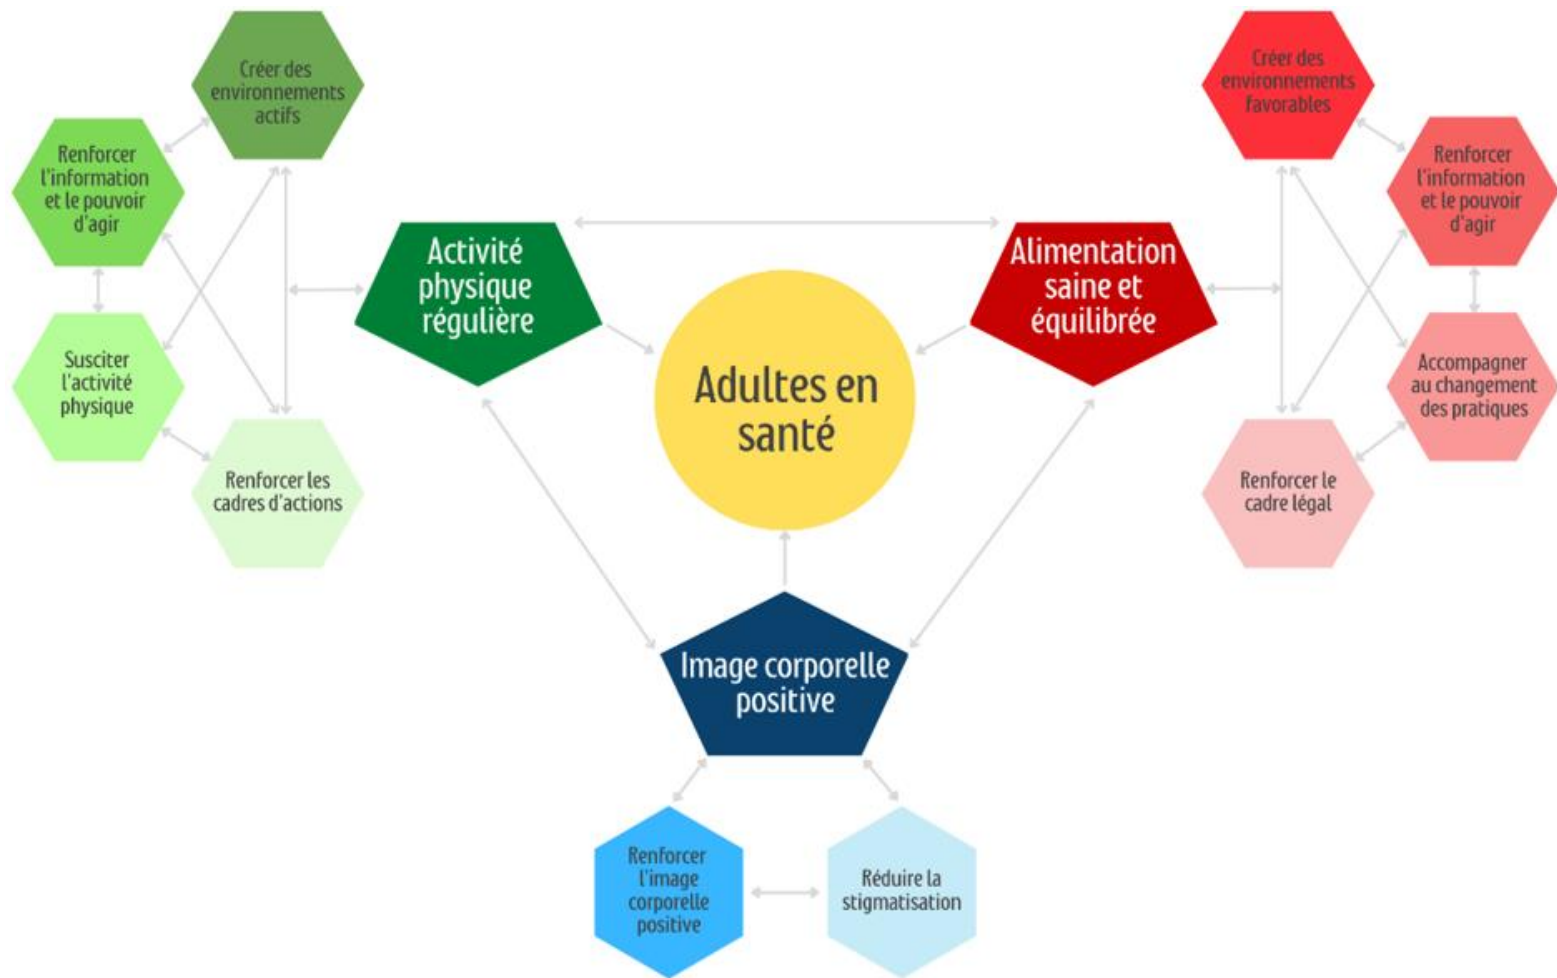 Créer des
environnements
actifs
Renforcer
l'information
et le pouvoir
d'agir
Susciter
l'activité
physique
Renforcer les
cadres d'actions
Activité
physique
régulière
Adultes en
santé
Alimentation
saine et
équilibrée
Créer des
environnements
favorables
Renforcer
l'information
et le pouvoir
d'agir
Accompagner
au changement
des pratiques
Renforcer le
cadre légal
Image corporelle
positive
Renforcer
l'image
corporelle
positive
Réduire la
stigmatisation